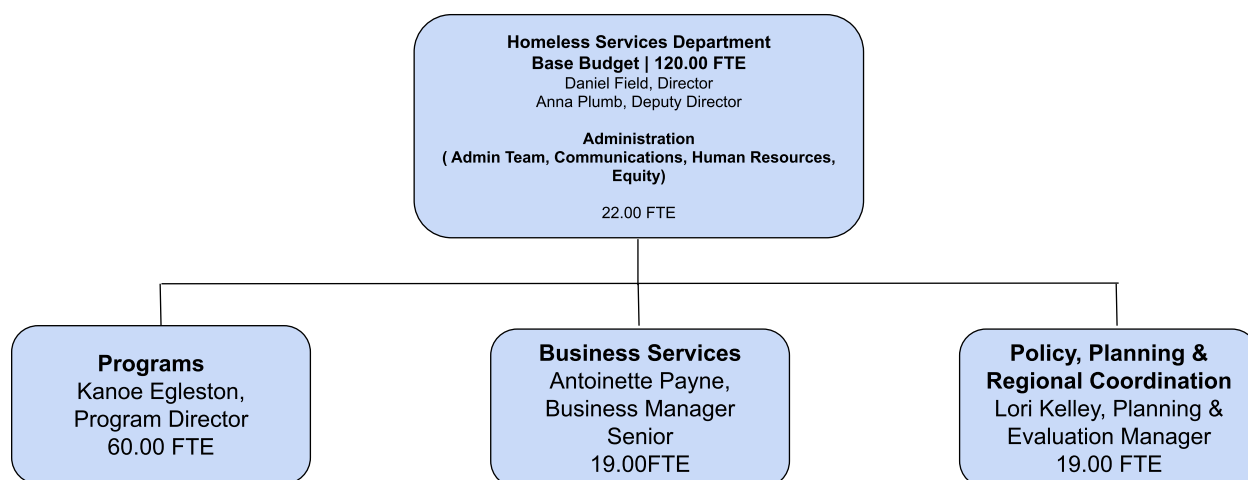 Homeless Services Department
Base Budget | 120.00 FTE
Daniel Field, Director
Anna Plumb, Deputy Director
Administration
( Admin Team, Communications, Human Resources,
Equity)
22.00 FTE
Programs
Kanoe Egleston,
Program Director
60.00 FTE
Business Services
Antoinette Payne,
Business Manager
Senior
19.00FTE
Policy, Planning &
Regional Coordination
Lori Kelley, Planning &
Evaluation Manager
19.00 FTE